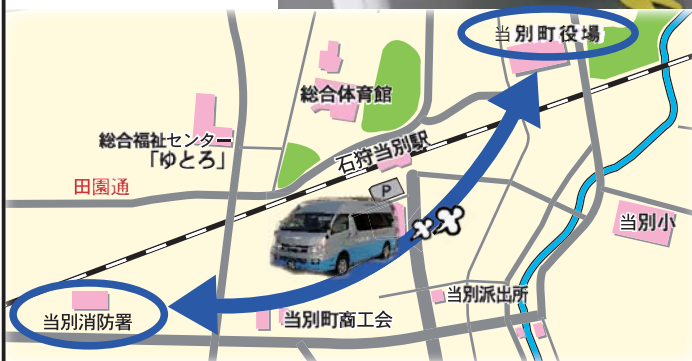 当別町役場
総合体育館
総合福祉センター
「ゆとろ」
石狩当別駅
田園通
P
当別小
当別派出所
当別消防署
当別町商工会